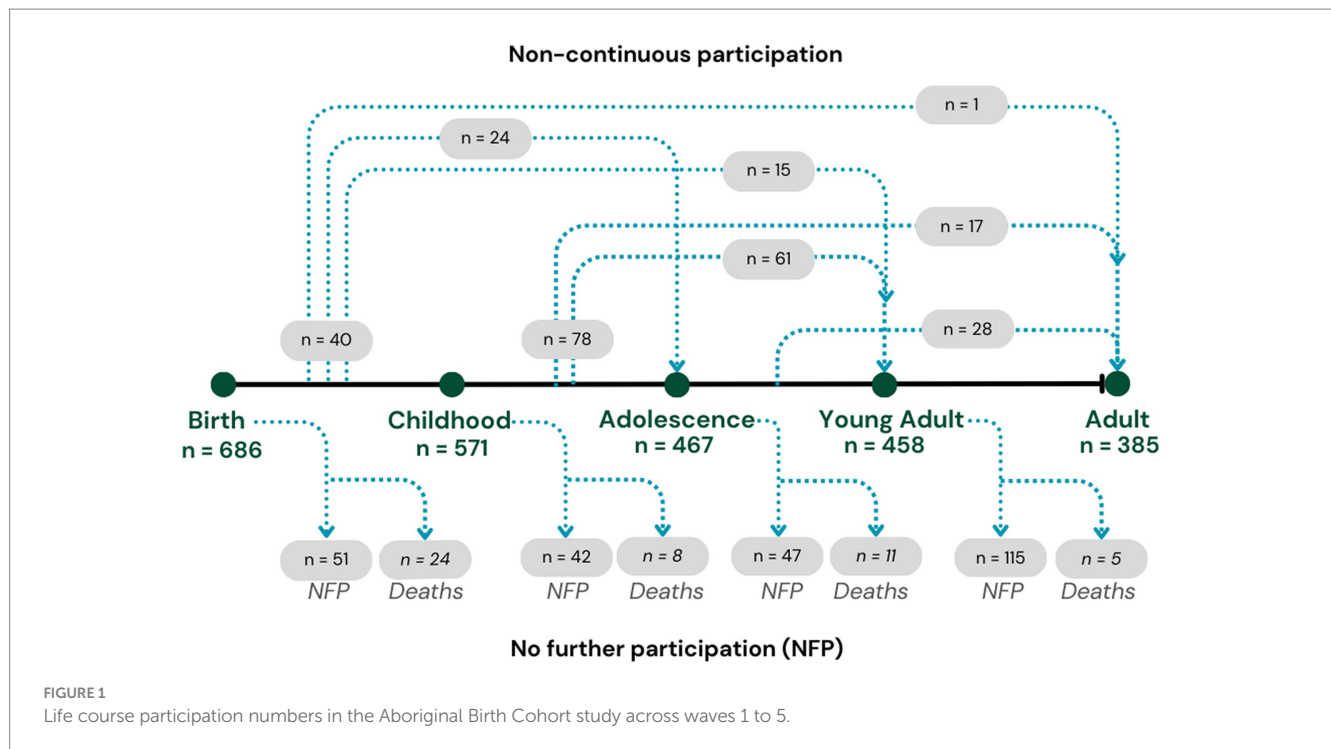 Non-continuous participation
n = 1
n = 24
n = 15
n = 17
n = 61
n = 28
n = 40
n = 78
Birth
n = 686
Childhood
n = 571
Adolescence
n = 467
Young Adult
n = 458
Adult
n = 385
n = 51
NFP
n = 24
Deaths
n = 42
NFP
n = 8
Deaths
n = 47
NFP
n = 11
Deaths
n = 115
NFP
n = 5
Deaths
No further participation (NFP)
FIGURE 1
Life course participation numbers in the Aboriginal Birth Cohort study across waves 1 to 5.